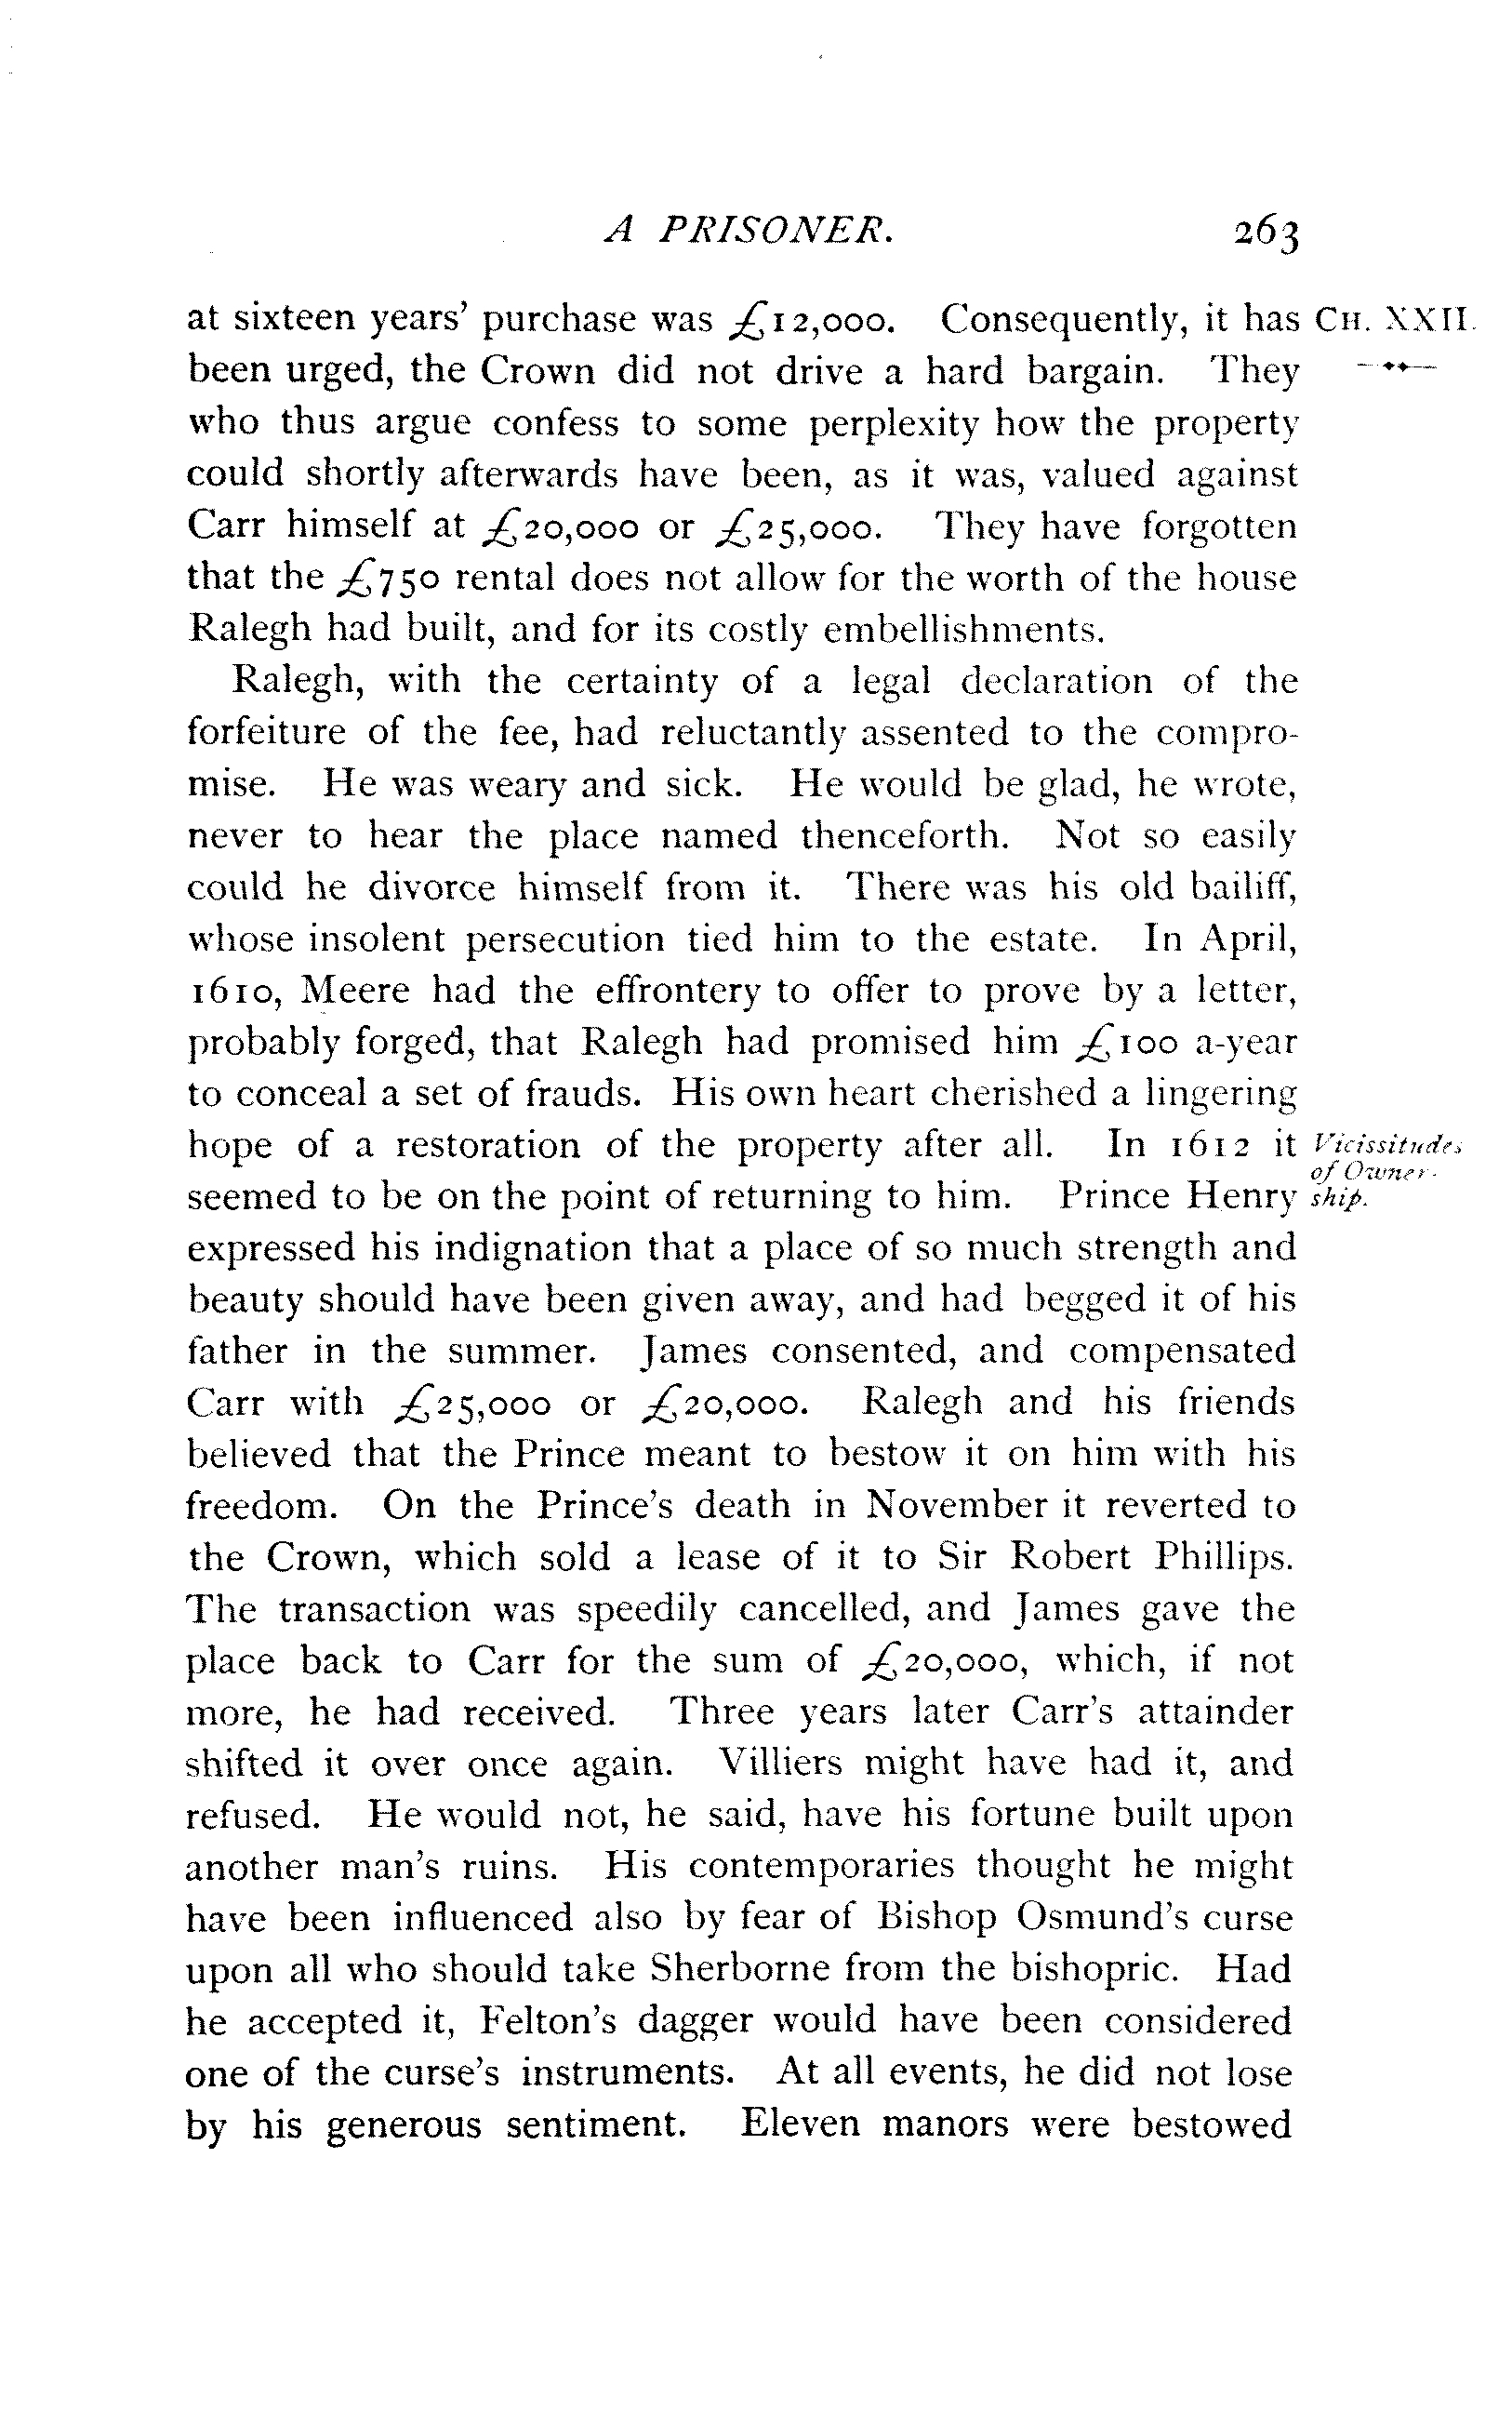 A PRISONER. 263
at sixteen years' purchase was £12,000. Consequently, it has CH. XXII.
been urged, the Crown did not drive a hard bargain. They
who thus argue confess to some perplexity how the property
could shortly afterwards have been, as it was, valued against
Carr himself at £20,000 or £25,000. They have forgotten
that the £750 rental does not allow for the worth of the house
Ralegh had built, and for its costly embellishments.
Ralegh, with the certainty of a legal declaration of the
forfeiture of the fee, had reluctantly assented to the compro-
mise. He was weary and sick. He would be glad, he wrote,
never to hear the place named thenceforth. Not so easily
could he divorce himself from it. There was his old bailiff,
whose insolent persecution tied him to the estate. In April,
1610, Meere had the effrontery to offer to prove by a letter,
probably forged, that Ralegh had promised him £100 a-year
to conceal a set of frauds. His own heart cherished a lingering
hope of a restoration of the property after all. In 1612 it
seemed to be on the point of returning to him. Prince Henry
Vicissitudes
of Owner-
ship.
expressed his indignation that a place of so much strength and
beauty should have been given away, and had begged it of his
father in the summer. James consented, and compensated
Carr with £25,000 or £20,000. Ralegh and his friends
believed that the Prince meant to bestow it on him with his
freedom. On the Prince's death in November it reverted to
the Crown, which sold a lease of it to Sir Robert Phillips.
The transaction was speedily cancelled, and James gave the
place back to Carr for the sum of £20,000, which, if not
more, he had received. Three years later Carr's attainder
shifted it over once again. Villiers might have had it, and
refused. He would not, he said, have his fortune built upon
another man's ruins. His contemporaries thought he might
have been influenced also by fear of Bishop Osmund's curse
upon all who should take Sherborne from the bishopric. Had
he accepted it, Felton's dagger would have been considered
one of the curse's instruments. At all events, he did not lose
by his generous sentiment. Eleven manors were bestowed